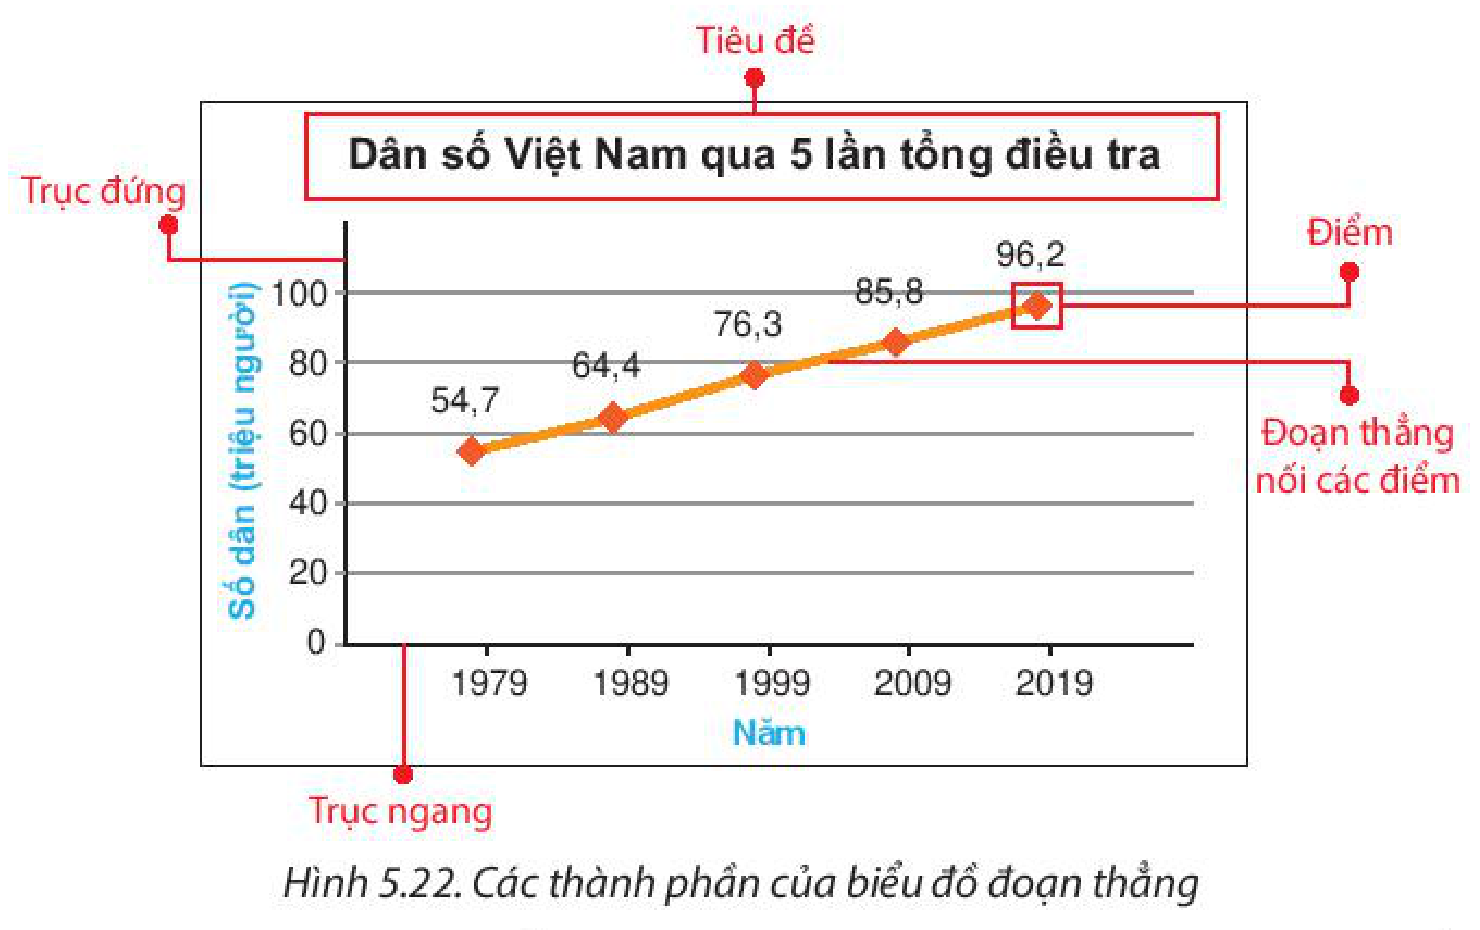 Tiêu đề
Dân số Việt Nam qua 5 lần tổng điều tra
Trục đứng
Điểm
96,2
85,8
76,3
64,4
54,7
100
80
60
40
20
0
Số dân (triệu người)
Đoạn thẳng
nối các điểm
1979 1989 1999 2009 2019
Năm
Trục ngang
Hình 5.22. Các thành phần của biểu đồ đoạn thẳng